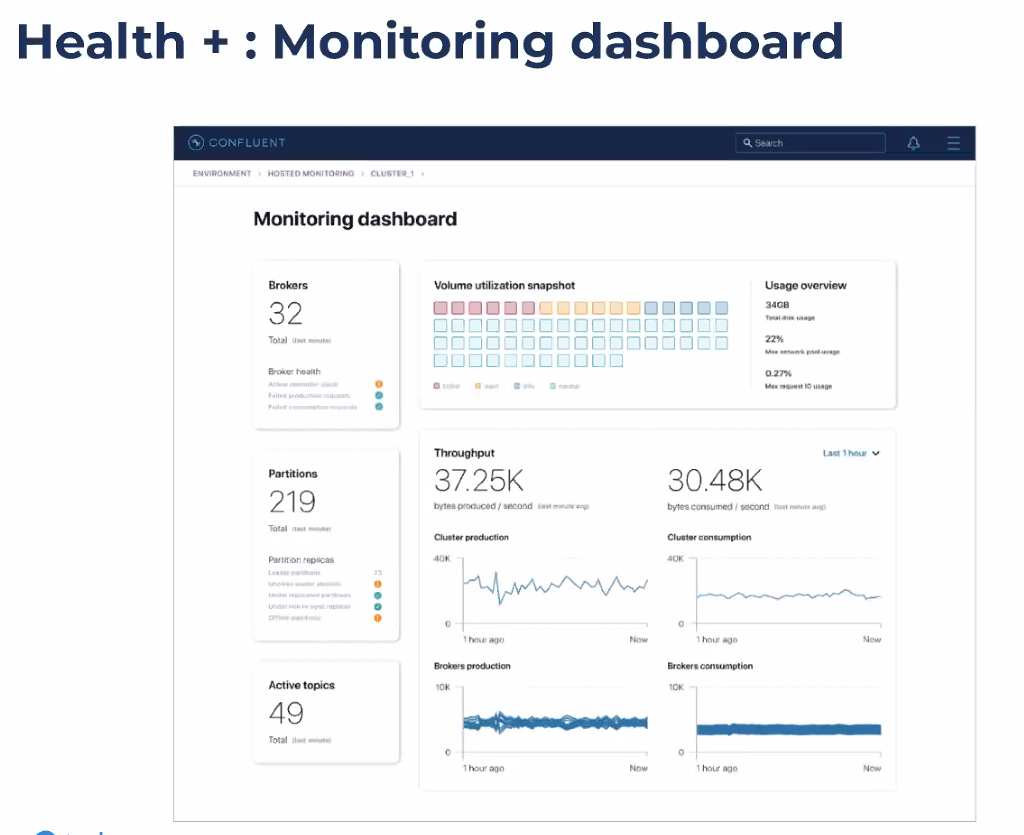 Health + : Monitoring dashboard
CONFLUENT
Search
ENVIRONMENT › HOSTED MONITORING › CLUSTER_1 ›
Monitoring dashboard
Brokers
32
Total (last minute)
Broker health
Active controller count
Failed production requests
Failed consumption requests
Volume utilization snapshot
critical warn info normal
Usage overview
34GB
Total disk usage
22%
Max network pool usage
0.27%
Max request IO usage
Partitions
219
Total (last minute)
Partition replicas
Under replicated partitions
Under min in-sync replicas
Offline partitions
Active topics
49
Total (last minute)
Throughput
Last 1 hour
37.25K
bytes produced / second (last minute avg)
30.48K
bytes consumed / second (last minute avg)
Cluster production
40K
0
1 hour ago Now
Cluster consumption
40K
0
1 hour ago Now
Brokers production
10K
0
1 hour ago Now
Brokers consumption
10K
0
1 hour ago Now